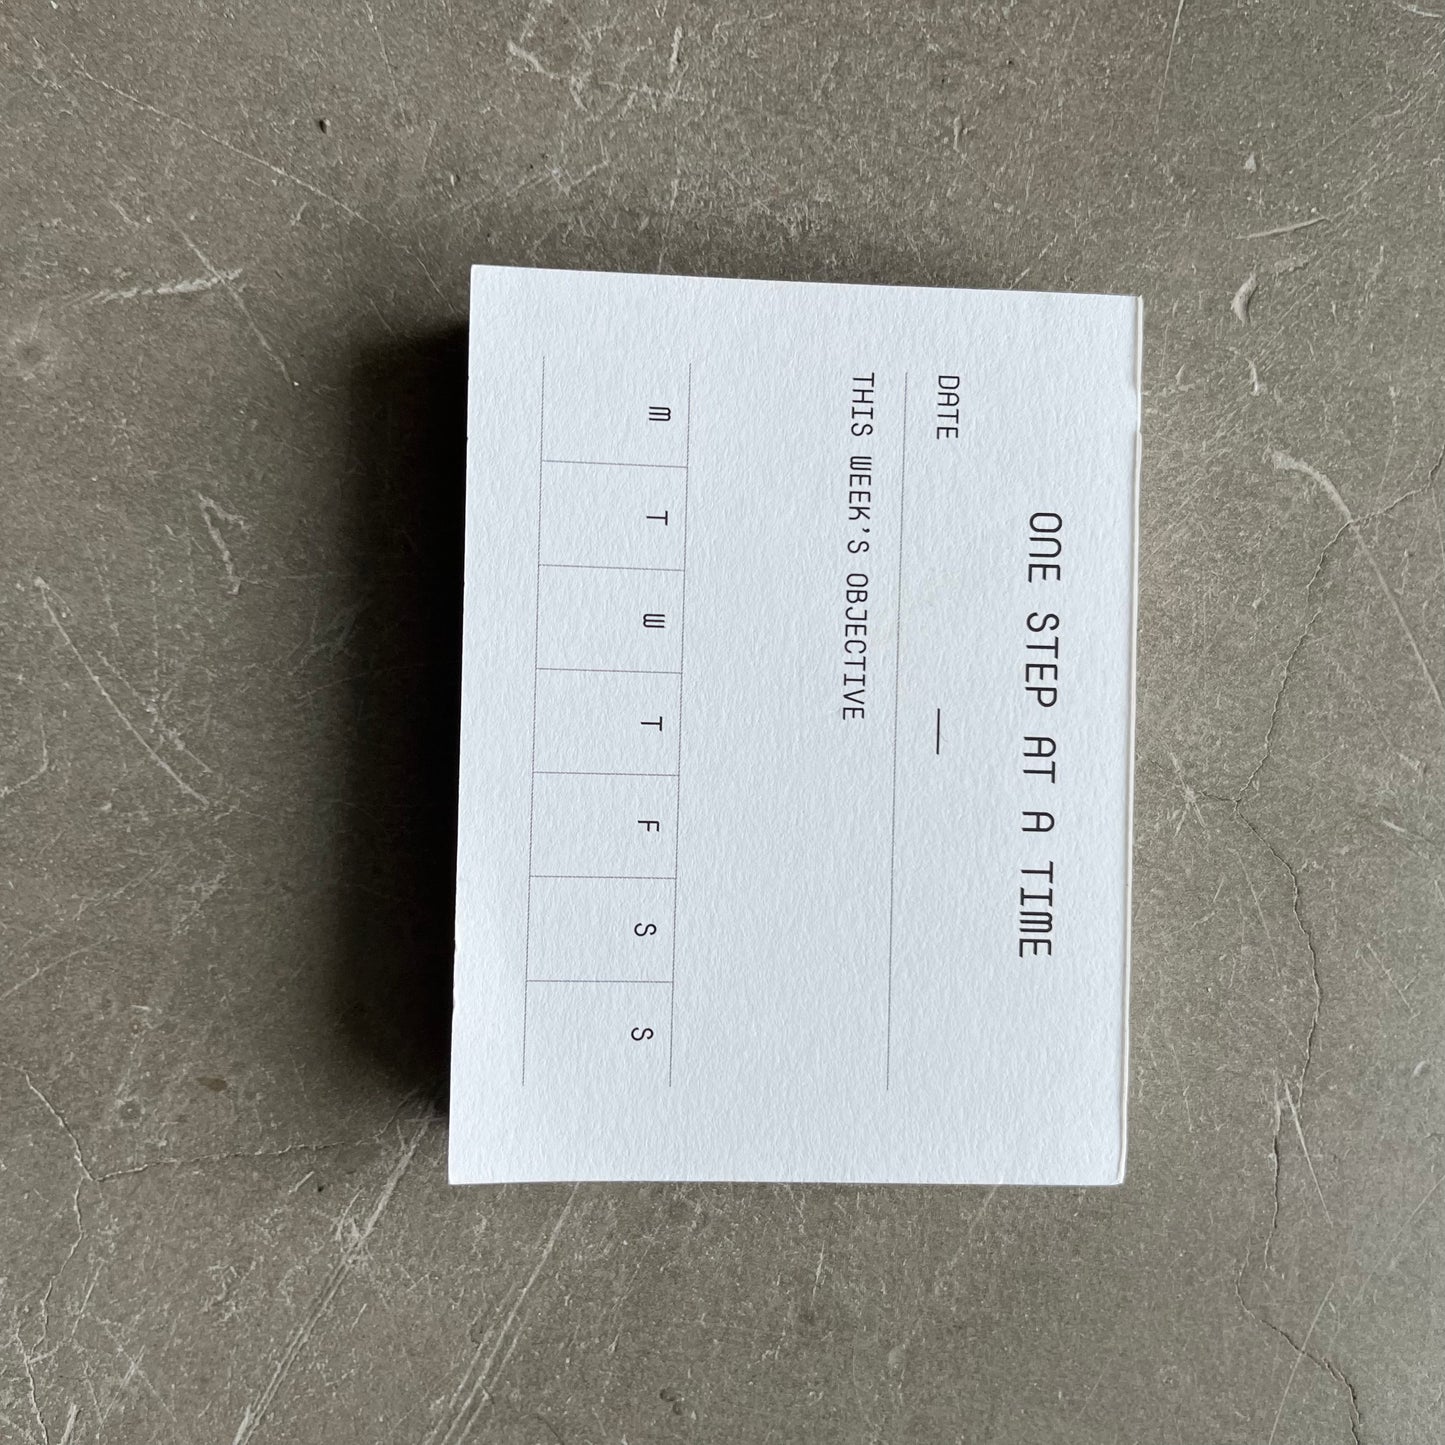 ONE STEP AT A TIME
DATE —
THIS WEEK'S OBJECTIVE
M T W T F S S